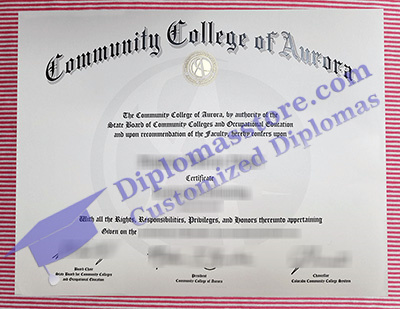 Community College of Aurora
The Community College of Aurora, by authority of the
State Board of Community Colleges and Occupational Education
and upon recommendation of the Faculty, hereby confers upon
Certificate
With all the Rights, Responsibilities, Privileges, and Honors thereunto appertaining
Given on the
Board Chair
State Board for Community Colleges
and Occupational Education
President
Community College of Aurora
Chancellor
Colorado Community College System
Diplomasstore.com
Customized Diplomas